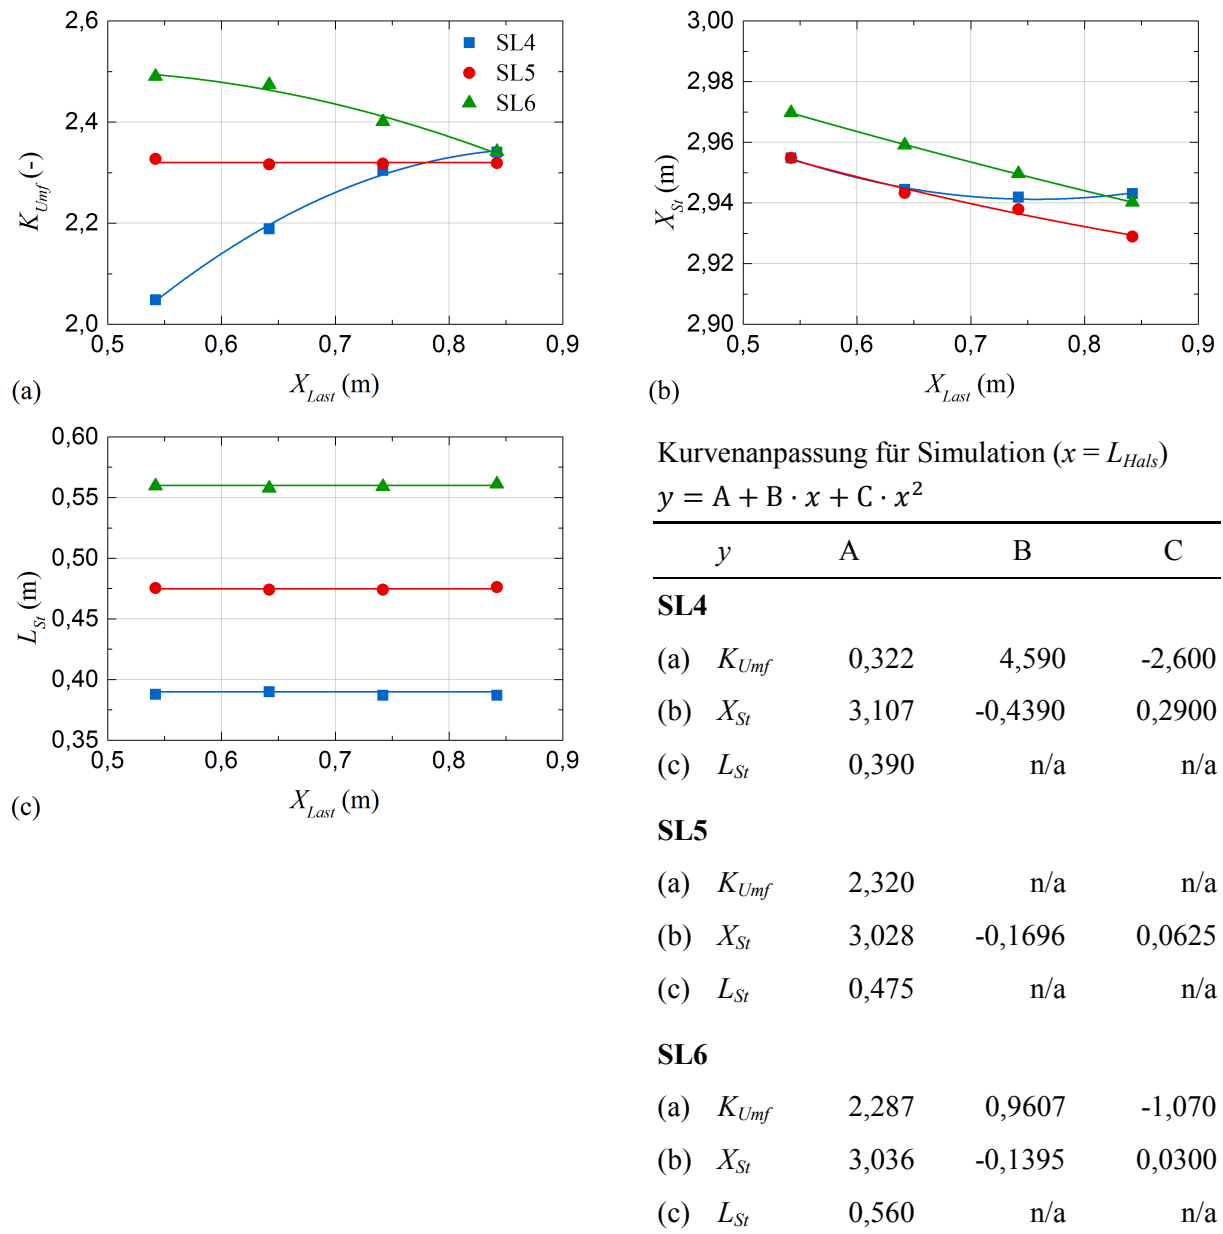 2,6
2,4
2,2
2,0
K_Umf (-)
SL4
SL5
SL6
0,5 0,6 0,7 0,8 0,9
X_Last (m)
(a)
3,00
2,98
2,96
2,94
2,92
2,90
X_St (m)
0,5 0,6 0,7 0,8 0,9
X_Last (m)
(b)
0,60
0,55
0,50
0,45
0,40
0,35
L_St (m)
0,5 0,6 0,7 0,8 0,9
X_Last (m)
(c)
Kurvenanpassung für Simulation (x = L_Hals)
y = A + B · x + C · x²
y A B C
SL4
(a) K_Umf 0,322 4,590 -2,600
(b) X_St 3,107 -0,4390 0,2900
(c) L_St 0,390 n/a n/a
SL5
(a) K_Umf 2,320 n/a n/a
(b) X_St 3,028 -0,1696 0,0625
(c) L_St 0,475 n/a n/a
SL6
(a) K_Umf 2,287 0,9607 -1,070
(b) X_St 3,036 -0,1395 0,0300
(c) L_St 0,560 n/a n/a